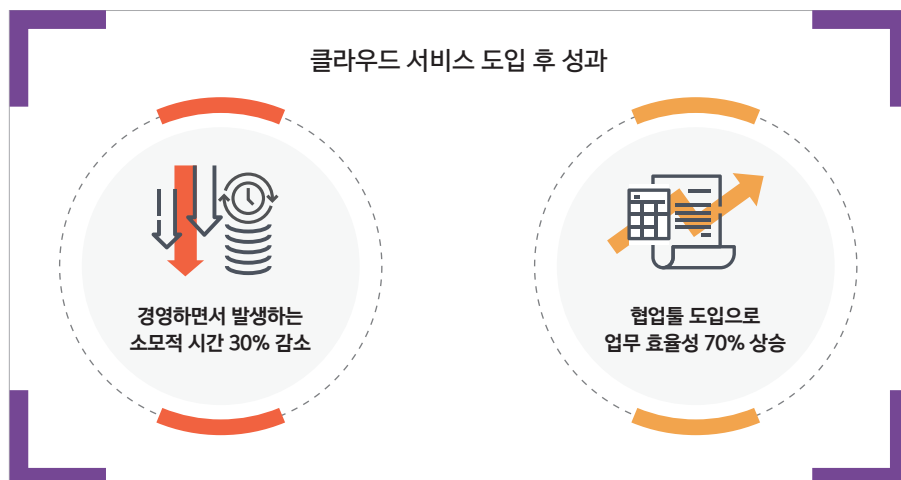 클라우드 서비스 도입 후 성과
경영하면서 발생하는
소모적 시간 30% 감소
협업툴 도입으로
업무 효율성 70% 상승